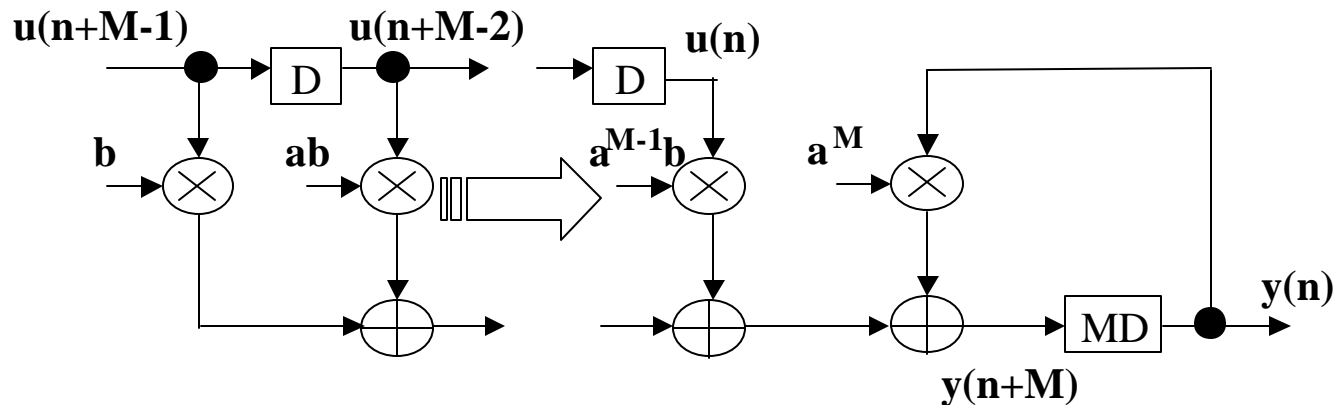 u(n+M-1) u(n+M-2) u(n)
D D
b ab a^{M-1}b a^M
y(n)
MD
y(n+M)